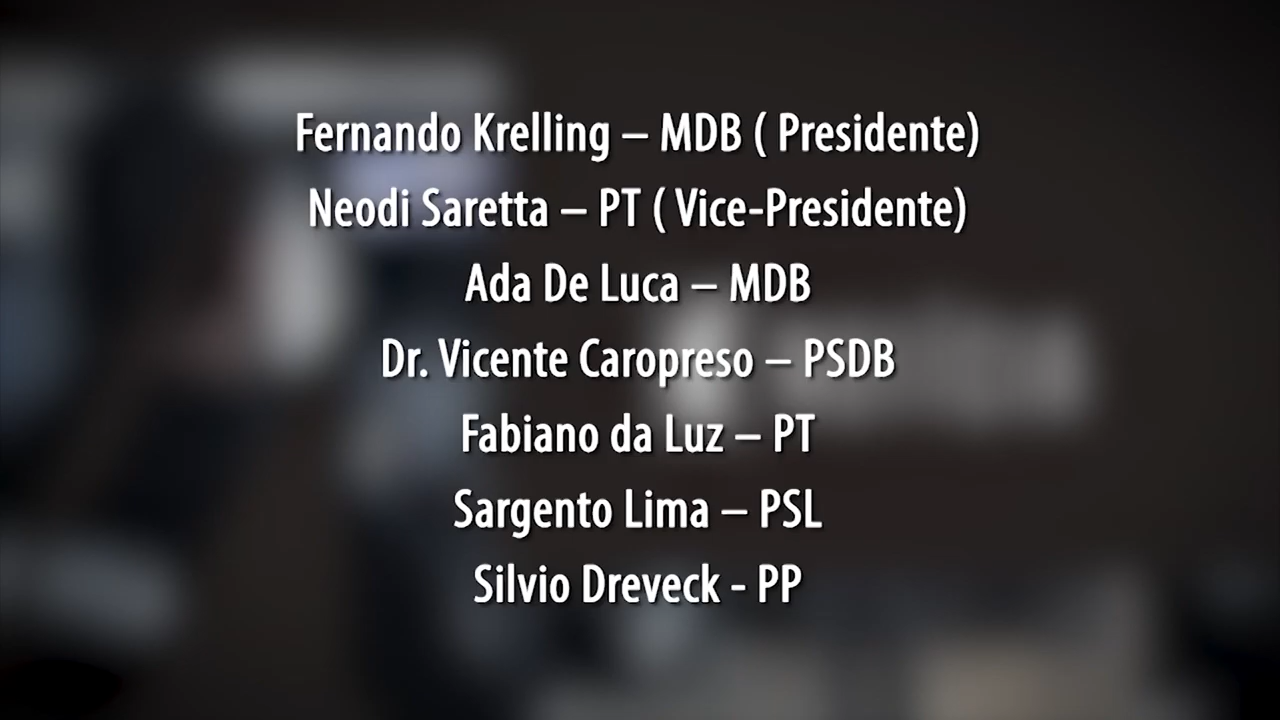 Fernando Krelling – MDB ( Presidente)
Neodi Saretta – PT ( Vice-Presidente)
Ada De Luca – MDB
Dr. Vicente Caropreso – PSDB
Fabiano da Luz – PT
Sargento Lima – PSL
Silvio Dreveck - PP